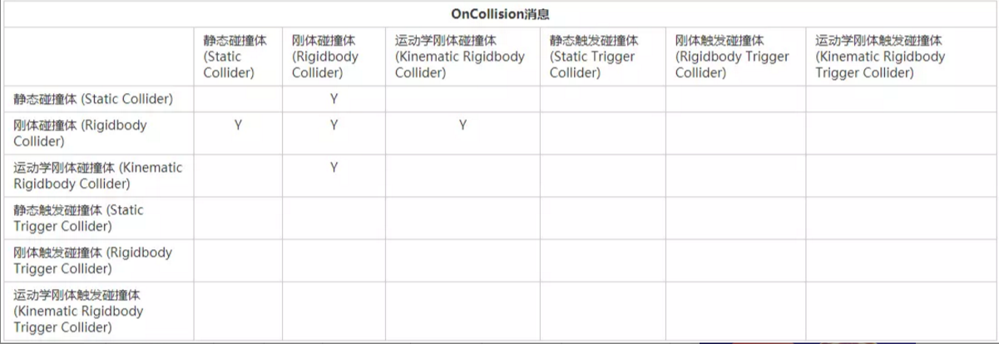 OnCollision消息
静态碰撞体
(Static
Collider)
刚体碰撞体
(Rigidbody
Collider)
运动学刚体碰撞体
(Kinematic Rigidbody
Collider)
静态触发碰撞体
(Static Trigger
Collider)
刚体触发碰撞体
(Rigidbody Trigger
Collider)
运动学刚体触发碰撞体
(Kinematic Rigidbody
Trigger Collider)
静态碰撞体 (Static Collider)
Y
刚体碰撞体 (Rigidbody
Collider)
Y
Y
Y
运动学刚体碰撞体 (Kinematic
Rigidbody Collider)
Y
静态触发碰撞体 (Static
Trigger Collider)
刚体触发碰撞体 (Rigidbody
Trigger Collider)
运动学刚体触发碰撞体
(Kinematic Rigidbody
Trigger Collider)